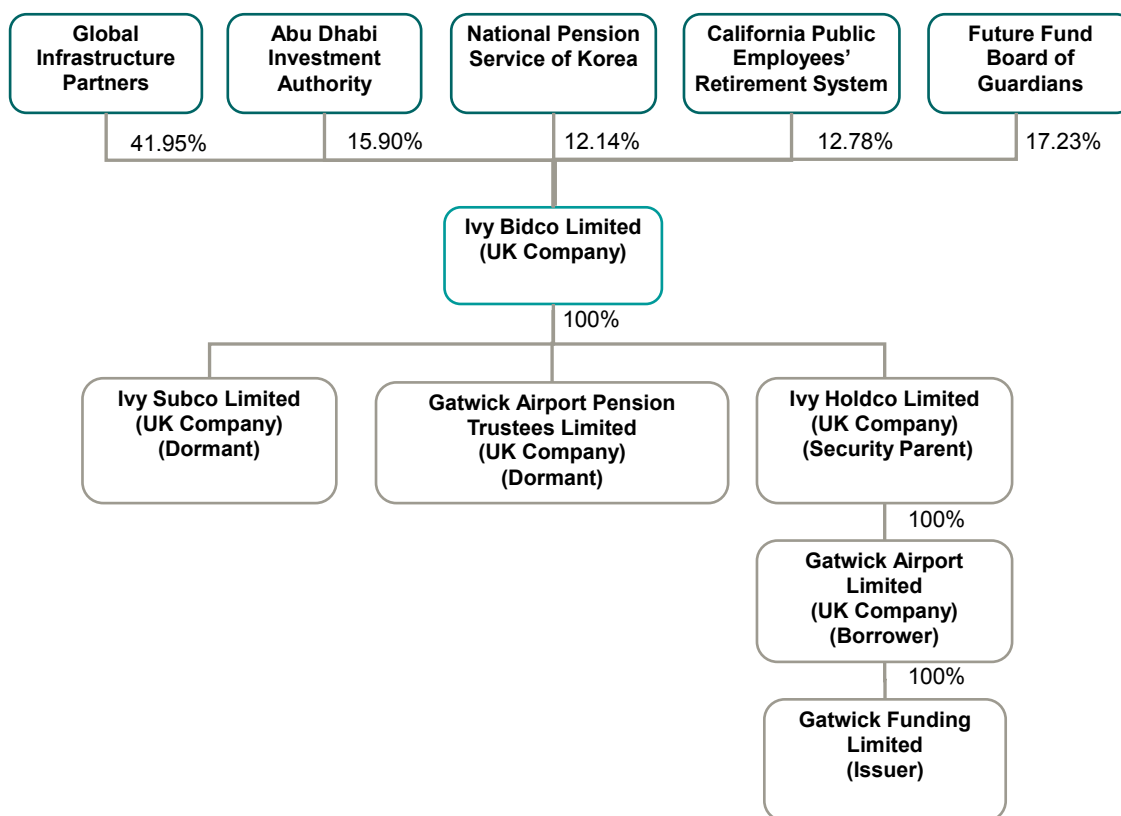 Global
Infrastructure
Partners
Abu Dhabi
Investment
Authority
National Pension
Service of Korea
California Public
Employees’
Retirement System
Future Fund
Board of
Guardians
41.95%
15.90%
12.14%
12.78%
17.23%
Ivy Bidco Limited
(UK Company)
100%
Ivy Subco Limited
(UK Company)
(Dormant)
Gatwick Airport Pension
Trustees Limited
(UK Company)
(Dormant)
Ivy Holdco Limited
(UK Company)
(Security Parent)
100%
Gatwick Airport
Limited
(UK Company)
(Borrower)
100%
Gatwick Funding
Limited
(Issuer)